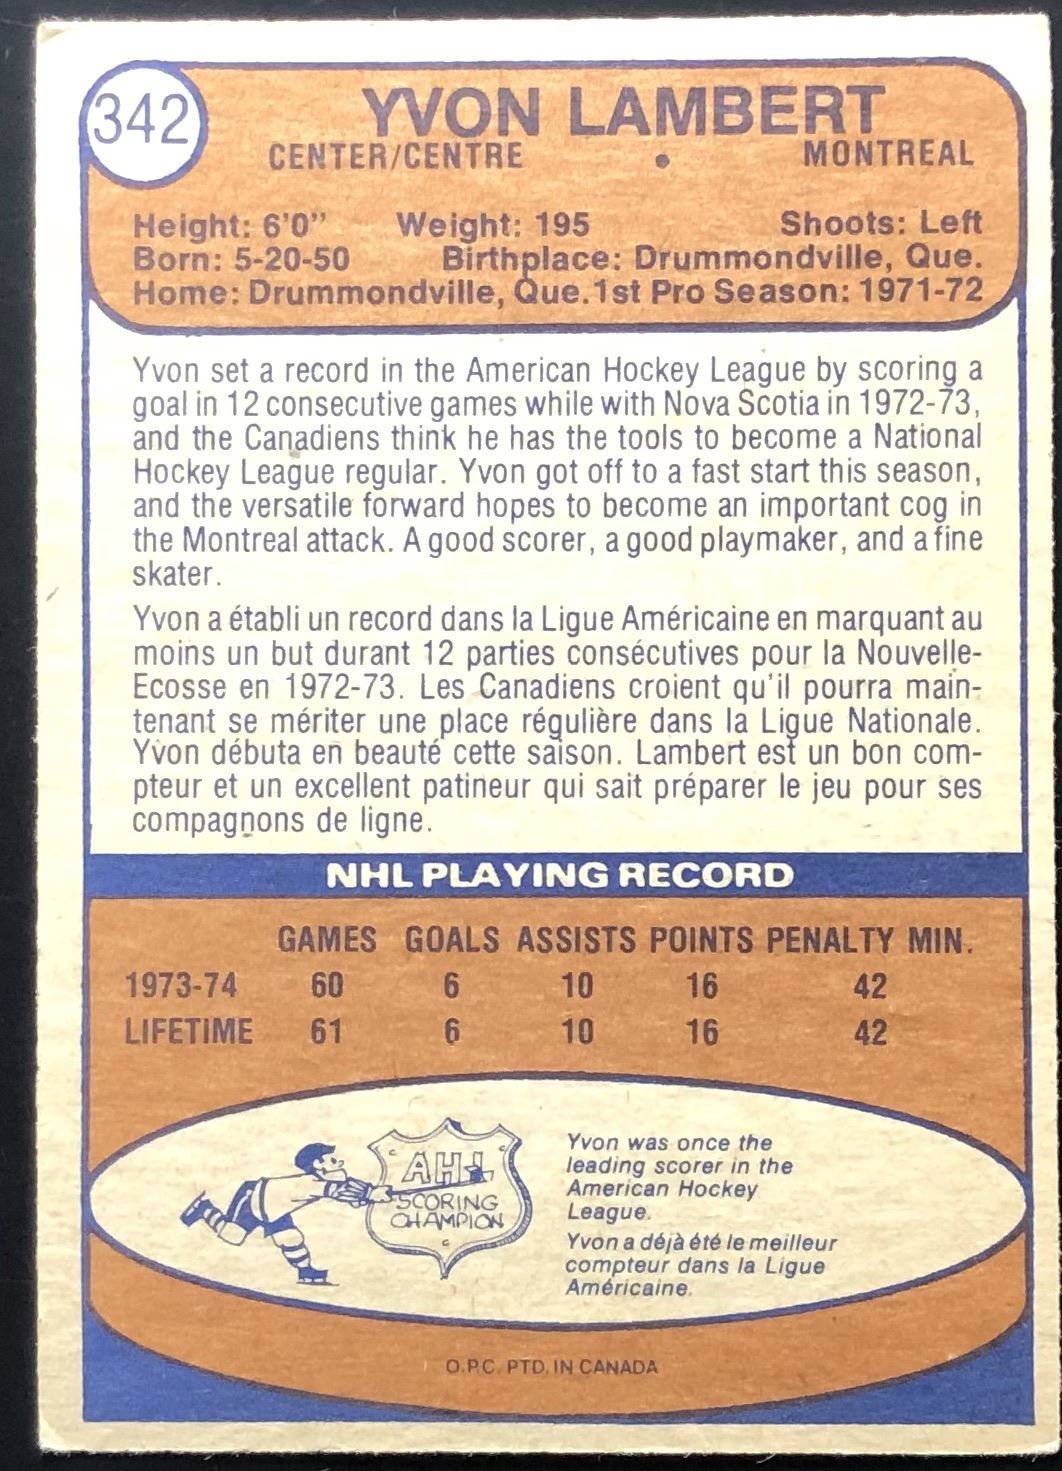 342
YVON LAMBERT
CENTER/CENTRE • MONTREAL
Height: 6'0" Weight: 195 Shoots: Left
Born: 5-20-50 Birthplace: Drummondville, Que.
Home: Drummondville, Que. 1st Pro Season: 1971-72
Yvon set a record in the American Hockey League by scoring a
goal in 12 consecutive games while with Nova Scotia in 1972-73,
and the Canadiens think he has the tools to become a National
Hockey League regular. Yvon got off to a fast start this season,
and the versatile forward hopes to become an important cog in
the Montreal attack. A good scorer, a good playmaker, and a fine
skater.
Yvon a établi un record dans la Ligue Américaine en marquant au
moins un but durant 12 parties consécutives pour la Nouvelle-
Ecosse en 1972-73. Les Canadiens croient qu'il pourra main-
tenant se mériter une place régulière dans la Ligue Nationale.
Yvon débuta en beauté cette saison. Lambert est un bon com-
pteur et un excellent patineur qui sait préparer le jeu pour ses
compagnons de ligne.
NHL PLAYING RECORD
GAMES GOALS ASSISTS POINTS PENALTY MIN.
1973-74 60 6 10 16 42
LIFETIME 61 6 10 16 42
AHL
SCORING
CHAMPION
Yvon was once the
leading scorer in the
American Hockey
League.
Yvon a déjà été le meilleur
compteur dans la Ligue
Américaine.
O.P.C. PTD. IN CANADA